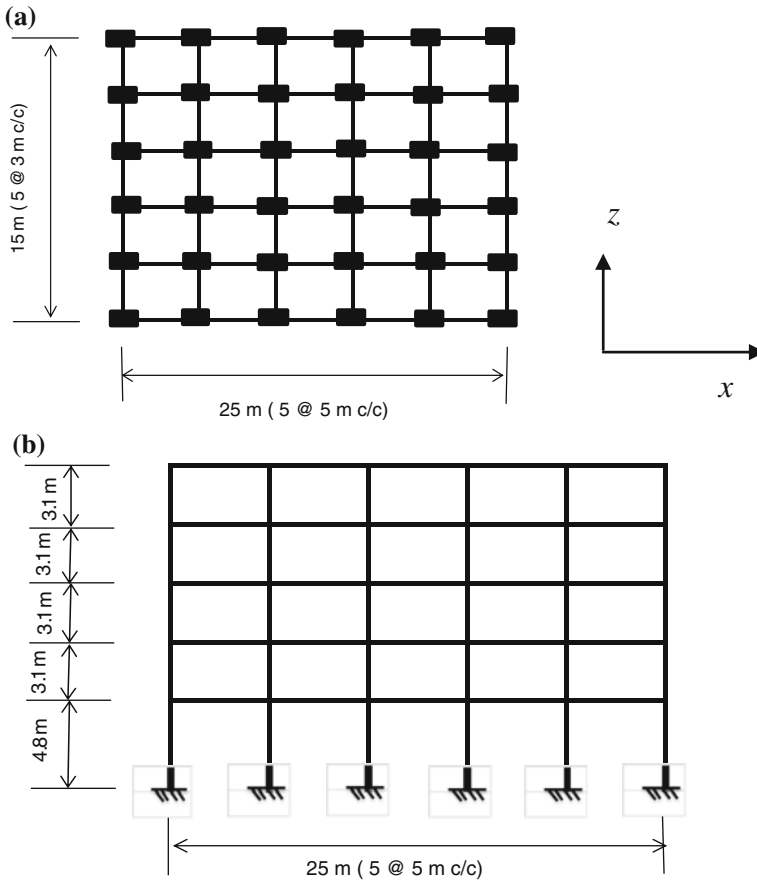 (a)
15 m ( 5 @ 3 m c/c)
z
x
25 m ( 5 @ 5 m c/c)
(b)
3.1 m
3.1 m
3.1 m
3.1 m
4.8 m
25 m ( 5 @ 5 m c/c)